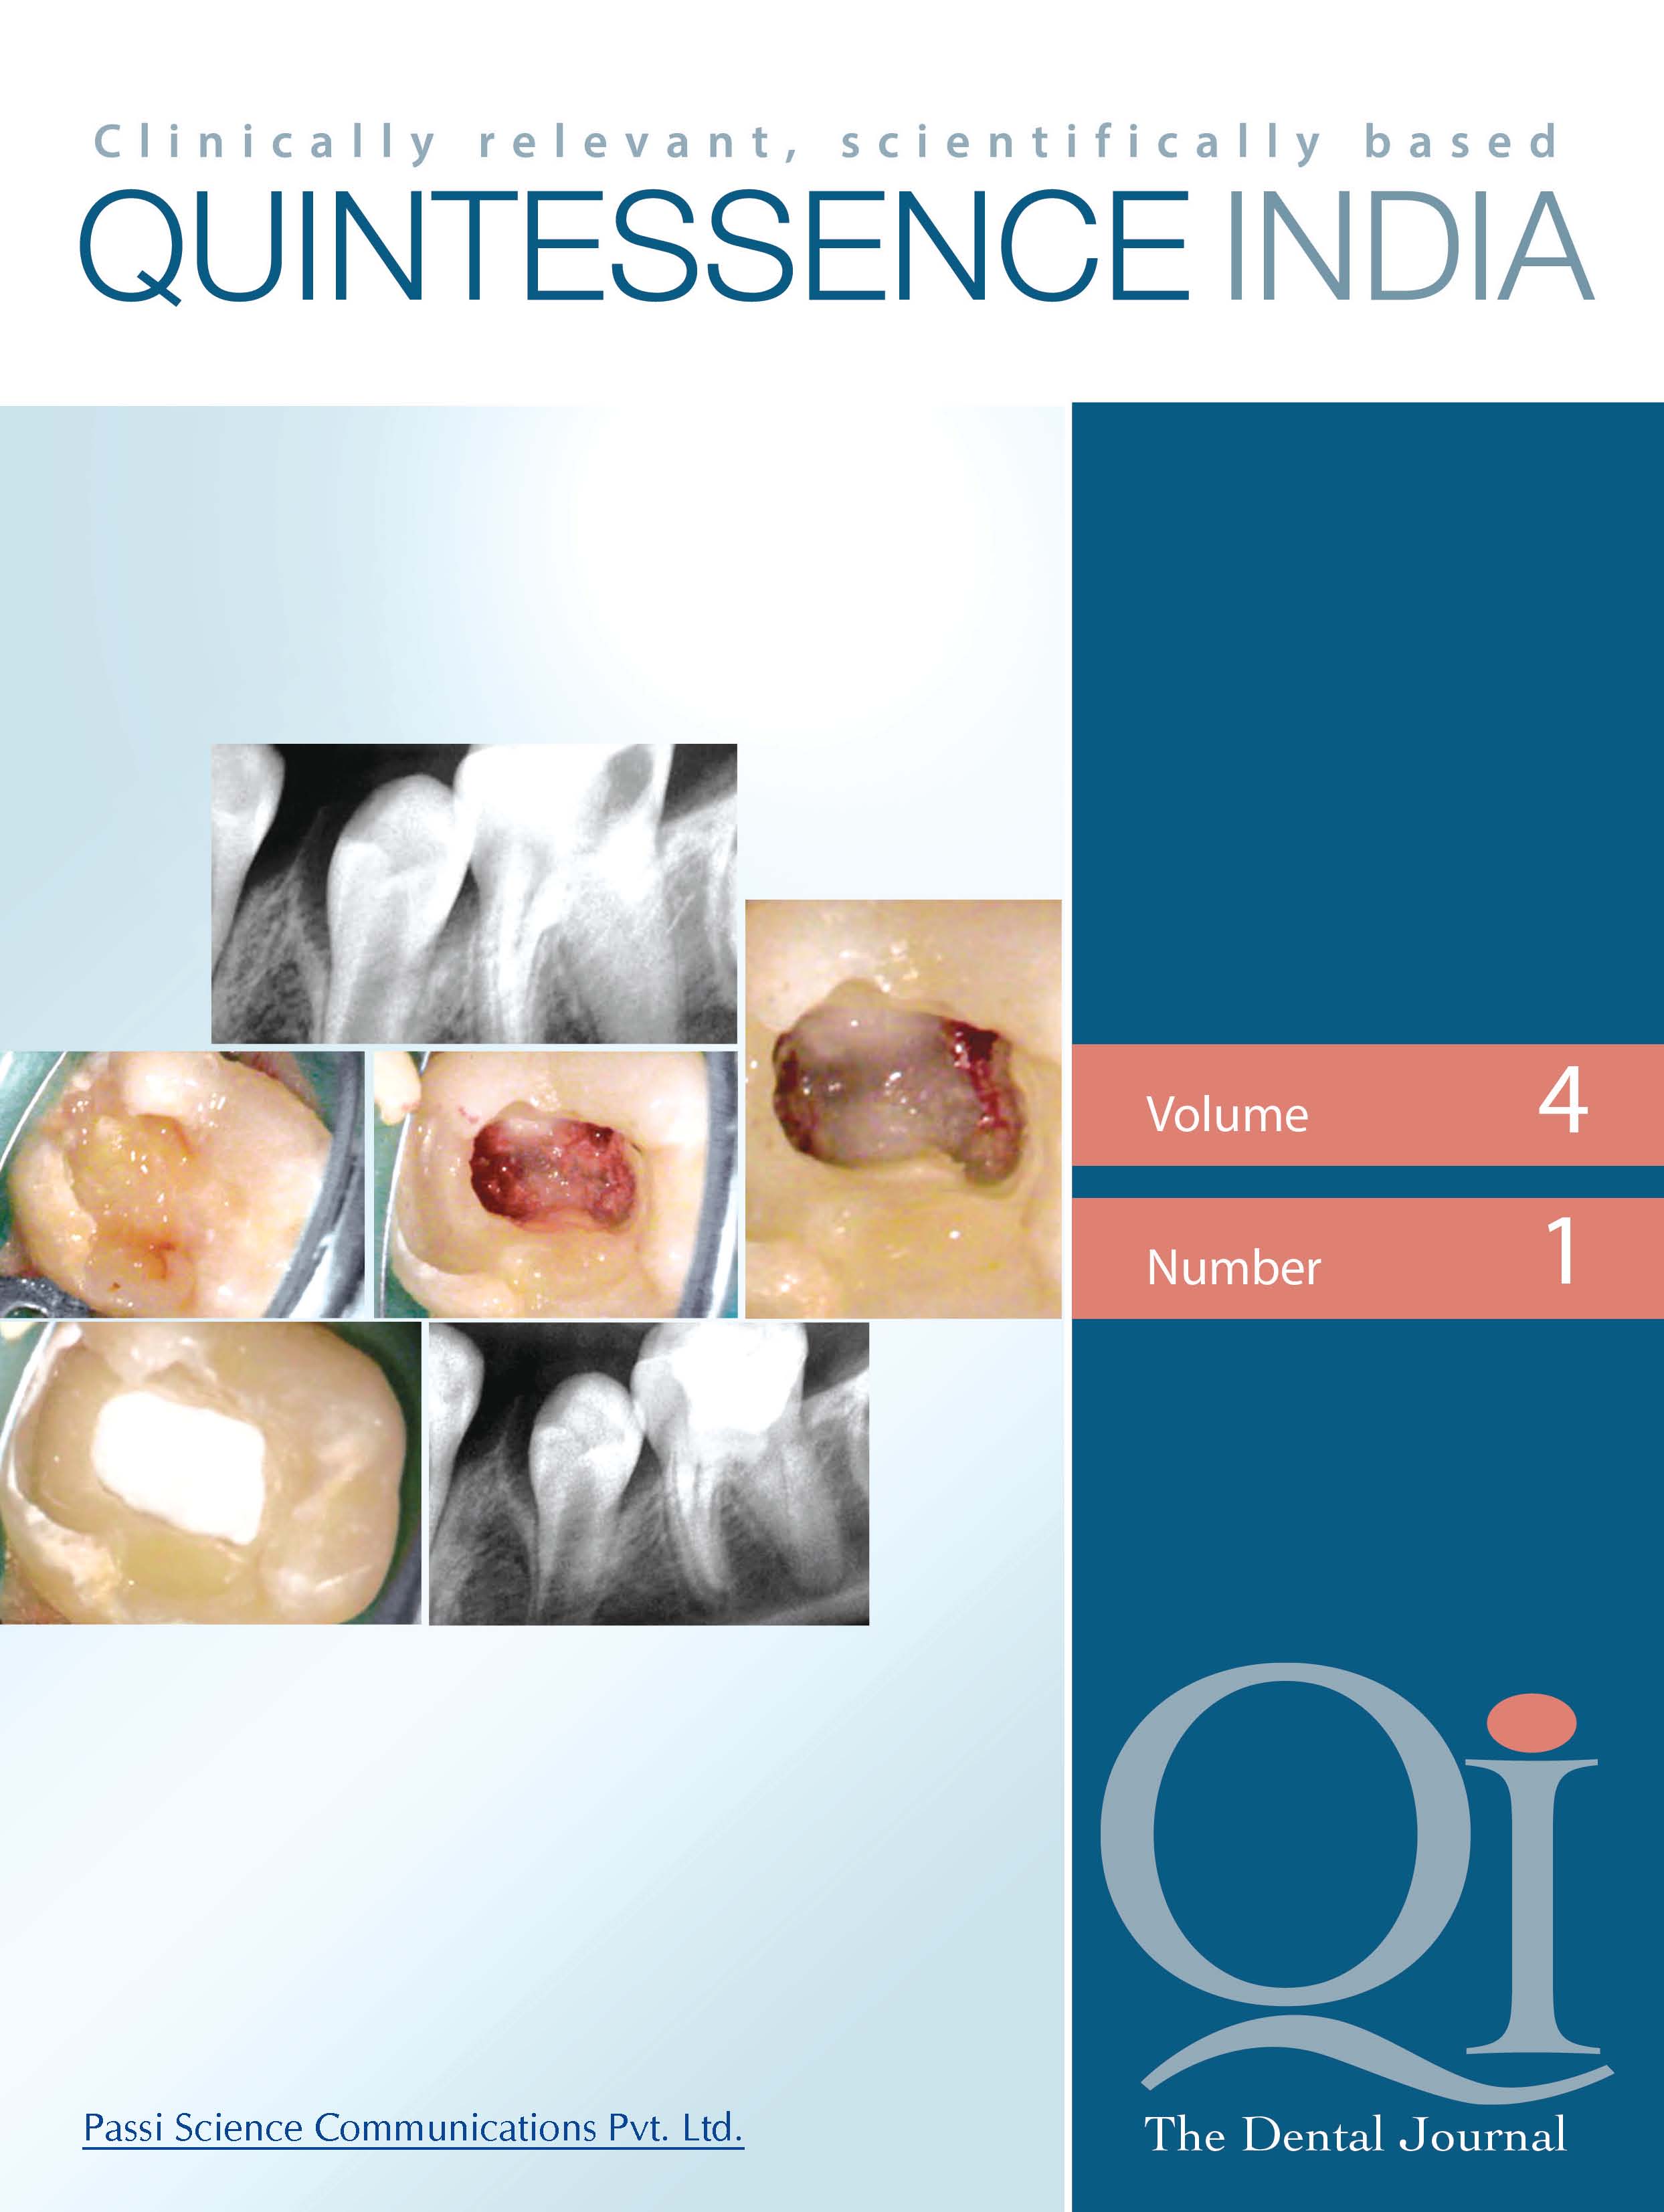 Clinically relevant, scientifically based
QUINTESSENCE INDIA
Volume 4
Number 1
Qi
The Dental Journal
Passi Science Communications Pvt. Ltd.